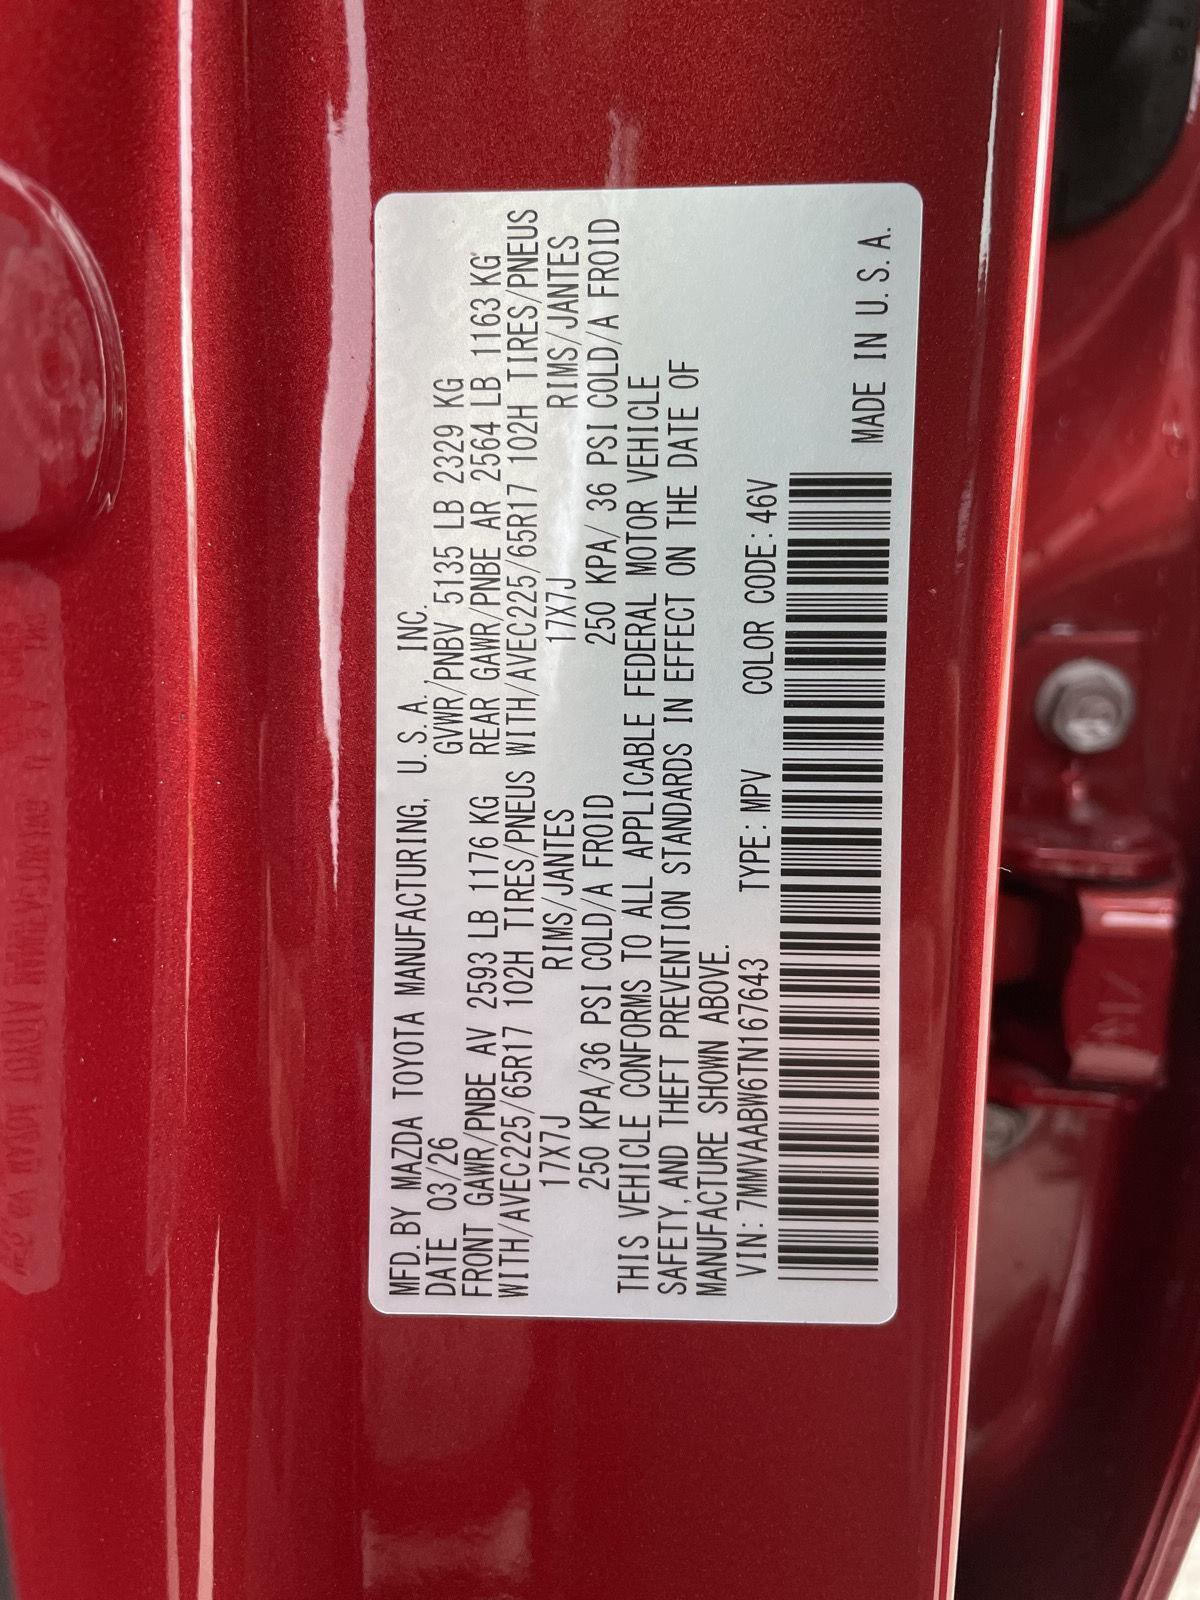 MFD. BY MAZDA TOYOTA MANUFACTURING, U.S.A. INC.
DATE 03/26 GVWR/PNBV 5135 LB 2329 KG
FRONT GAWR/PNBE AV 2593 LB 1176 KG REAR GAWR/PNBE AR 2564 LB 1163 KG
WITH/AVEC225/65R17 102H TIRES/PNEUS WITH/AVEC225/65R17 102H TIRES/PNEUS
17X7J RIMS/JANTES 17X7J RIMS/JANTES
250 KPA/36 PSI COLD/A FROID 250 KPA/ 36 PSI COLD/A FROID
THIS VEHICLE CONFORMS TO ALL APPLICABLE FEDERAL MOTOR VEHICLE
SAFETY, AND THEFT PREVENTION STANDARDS IN EFFECT ON THE DATE OF
MANUFACTURE SHOWN ABOVE.
VIN: 7MMVAABW6TN167643 TYPE: MPV COLOR CODE: 46V
MADE IN U.S.A.